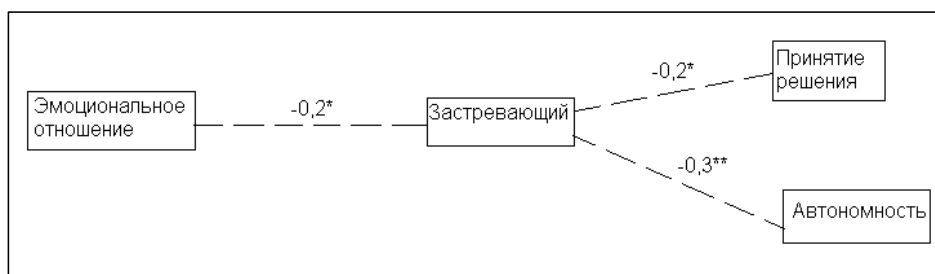 Эмоциональное
отношение
-0,2*
Застревающий
-0,2*
Принятие
решения
-0,3**
Автономность